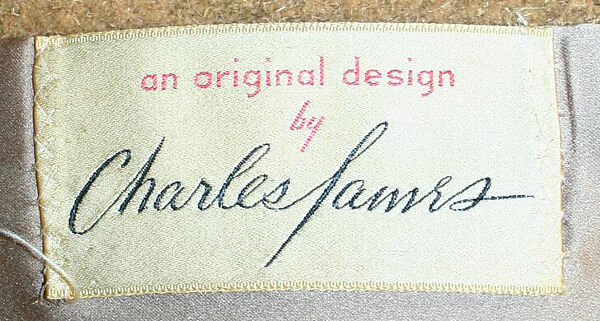 an original design
by
Charles James